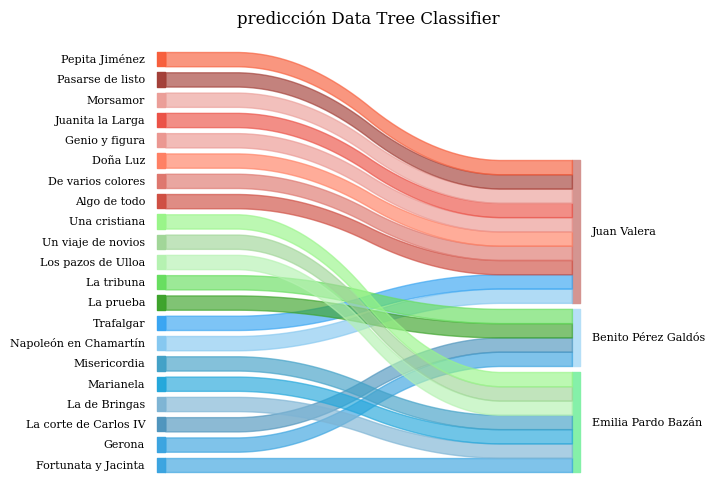 predicción Data Tree Classifier
Pepita Jiménez
Pasarse de listo
Morsamor
Juanita la Larga
Genio y figura
Doña Luz
De varios colores
Algo de todo
Una cristiana
Un viaje de novios
Los pazos de Ulloa
La tribuna
La prueba
Trafalgar
Napoleón en Chamartín
Misericordia
Marianela
La de Bringas
La corte de Carlos IV
Gerona
Fortunata y Jacinta
Juan Valera
Benito Pérez Galdós
Emilia Pardo Bazán